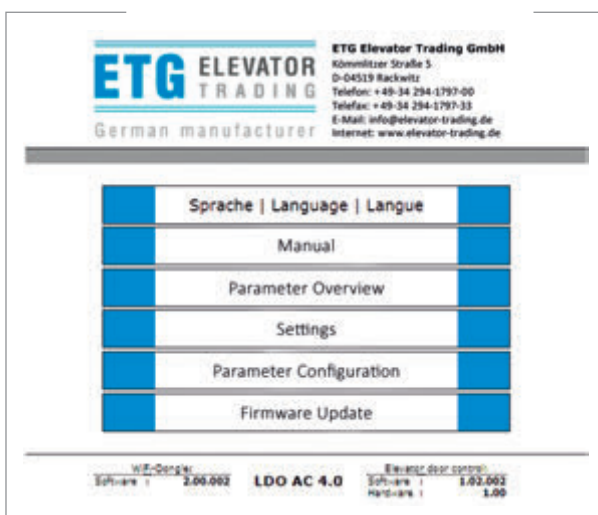 ETG ELEVATOR
TRADING
German manufacturer
ETG Elevator Trading GmbH
Kömmlitzer Straße 5
D-04519 Rackwitz
Telefon: +49-34 294-1797-00
Telefax: +49-34 294-1797-33
E-Mail: info@elevator-trading.de
Internet: www.elevator-trading.de
Sprache | Language | Langue
Manual
Parameter Overview
Settings
Parameter Configuration
Firmware Update
WiFi-Dongle:
Software : 2.00.002
LDO AC 4.0
Elevator door control:
Software : 1.02.002
Hardware : 1.00